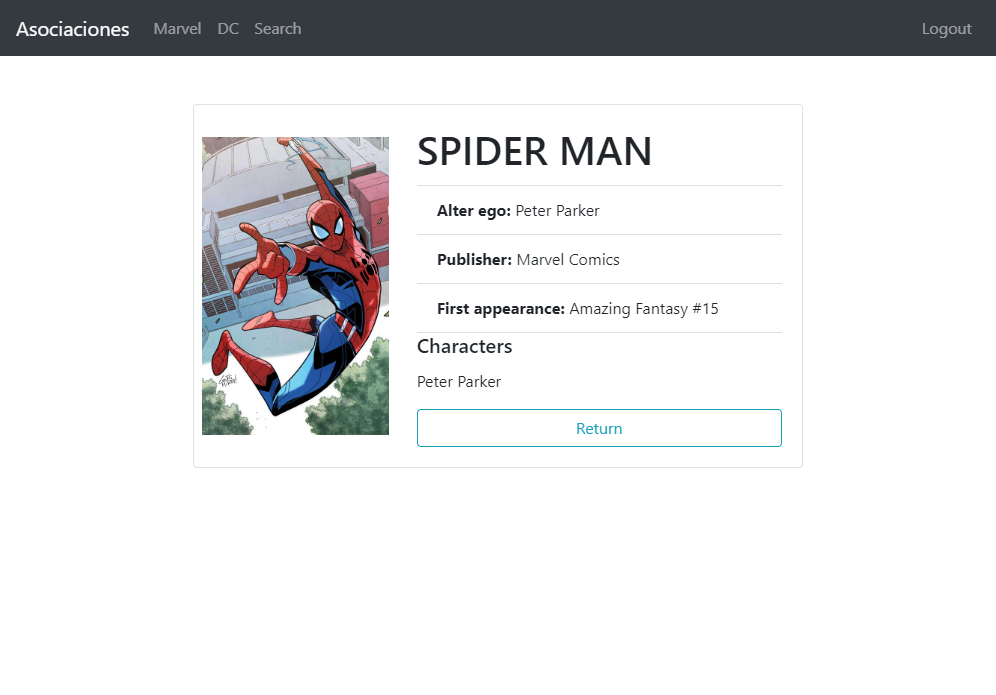 Asociaciones Marvel DC Search Logout
SPIDER MAN
Alter ego: Peter Parker
Publisher: Marvel Comics
First appearance: Amazing Fantasy #15
Characters
Peter Parker
Return